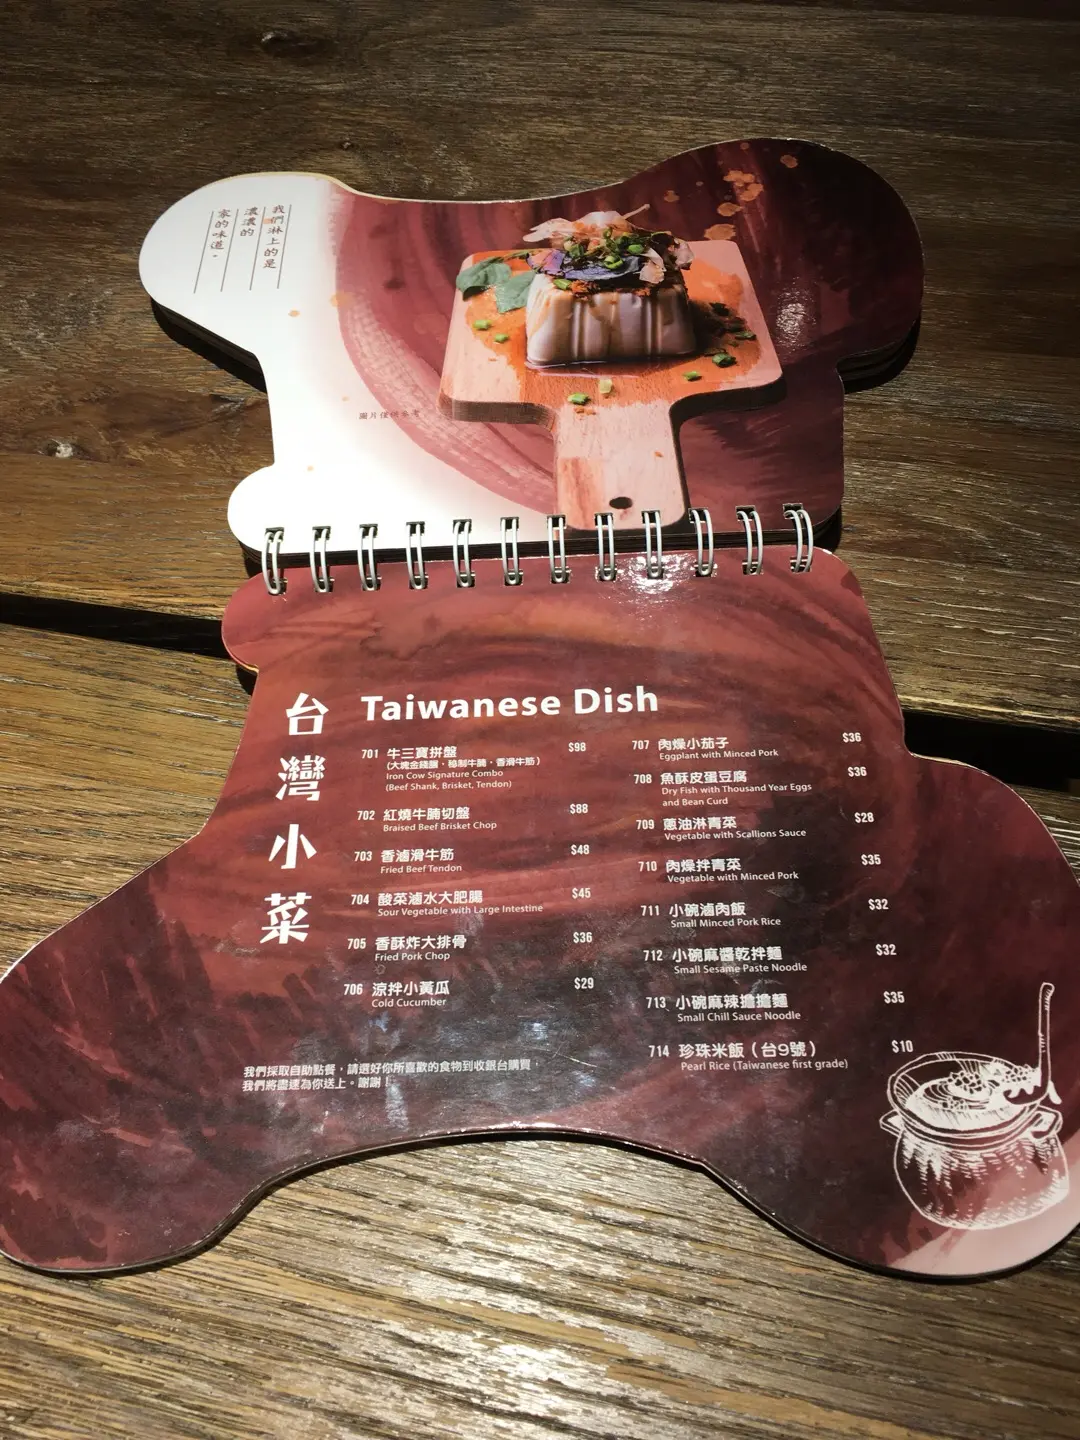 我們淋上的是
濃濃的
家的味道。
圖片僅供參考
台灣小菜
Taiwanese Dish
701 牛三寶拼盤 $98
(大塊金錢腱・秘制牛腩・香滑牛筋)
Iron Cow Signature Combo
(Beef Shank, Brisket, Tendon)
702 紅燒牛腩切盤 $88
Braised Beef Brisket Chop
703 香滷滑牛筋 $48
Fried Beef Tendon
704 酸菜滷水大肥腸 $45
Sour Vegetable with Large Intestine
705 香酥炸大排骨 $36
Fried Pork Chop
706 涼拌小黃瓜 $29
Cold Cucumber
707 肉燥小茄子 $36
Eggplant with Minced Pork
708 魚酥皮蛋豆腐 $36
Dry Fish with Thousand Year Eggs
and Bean Curd
709 蔥油淋青菜 $28
Vegetable with Scallions Sauce
710 肉燥拌青菜 $35
Vegetable with Minced Pork
711 小碗滷肉飯 $32
Small Minced Pork Rice
712 小碗麻醬乾拌麵 $32
Small Sesame Paste Noodle
713 小碗麻辣擔擔麵 $35
Small Chill Sauce Noodle
714 珍珠米飯（台9號） $10
Pearl Rice (Taiwanese first grade)
我們採取自助點餐，請選好你所喜歡的食物到收銀台購買，
我們將盡速為你送上。謝謝！